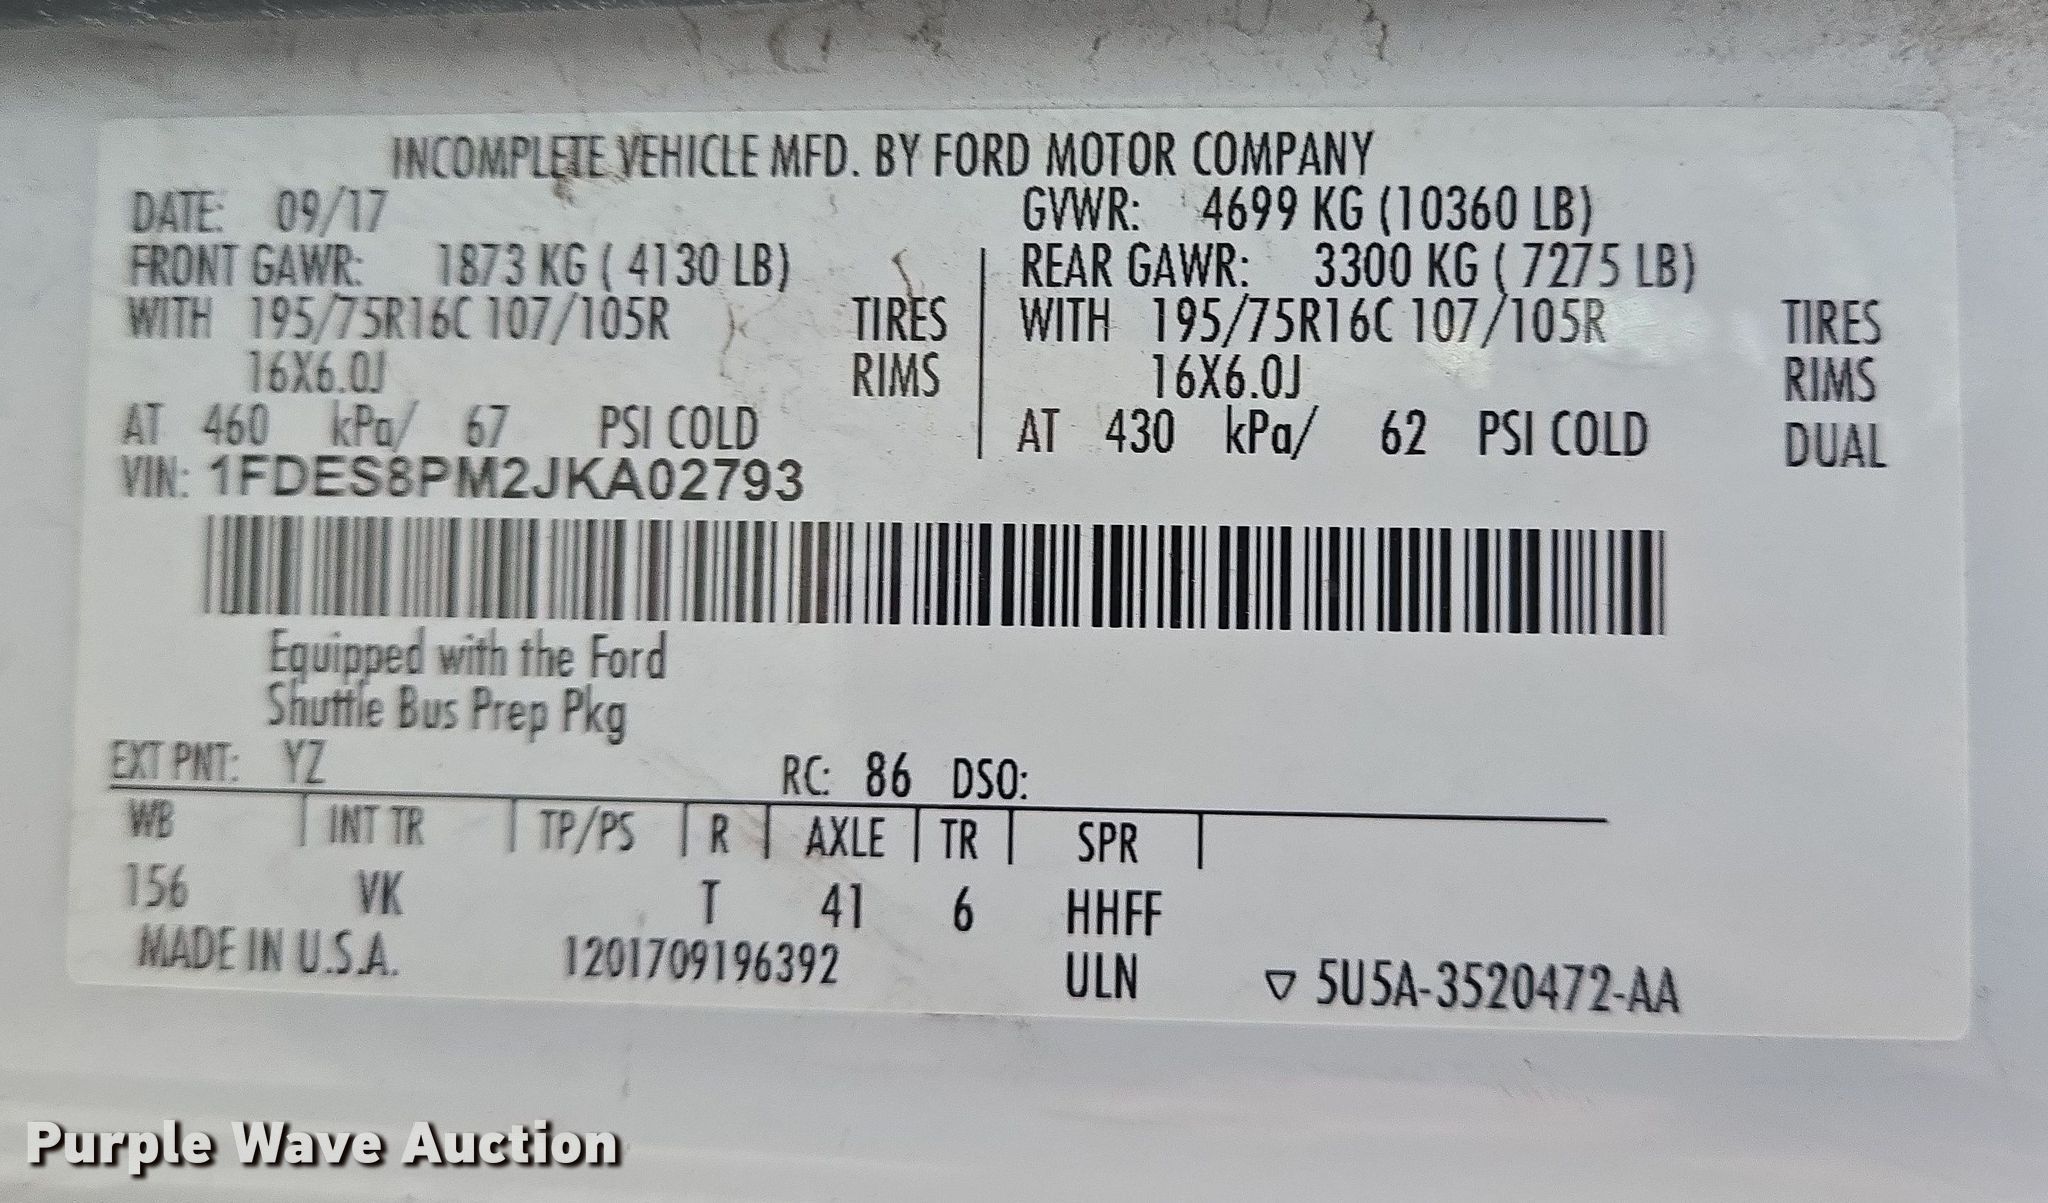 INCOMPLETE VEHICLE MFD. BY FORD MOTOR COMPANY
DATE: 09/17 GVWR: 4699 KG (10360 LB)
FRONT GAWR: 1873 KG ( 4130 LB) REAR GAWR: 3300 KG ( 7275 LB)
WITH 195/75R16C 107/105R TIRES WITH 195/75R16C 107/105R TIRES
16X6.0J RIMS 16X6.0J RIMS
AT 460 kPa/ 67 PSI COLD AT 430 kPa/ 62 PSI COLD DUAL
VIN: 1FDES8PM2JKA02793
Equipped with the Ford
Shuttle Bus Prep Pkg
EXT PNT: YZ RC: 86 DSO:
WB INT TR TP/PS R AXLE TR SPR
156 VK T 41 6 HHFF
MADE IN U.S.A. 1201709196392 ULN ▽ 5U5A-3520472-AA
Purple Wave Auction